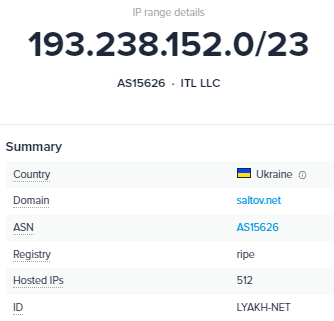 IP range details
193.238.152.0/23
AS15626 · ITL LLC
Summary
Country Ukraine
Domain saltov.net
ASN AS15626
Registry ripe
Hosted IPs 512
ID LYAKH-NET